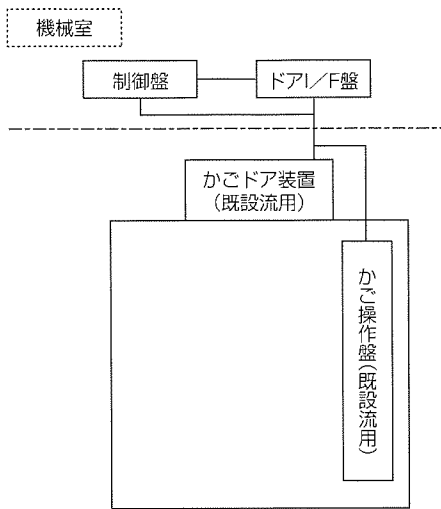 機械室
制御盤
ドアI／F盤
かごドア装置
（既設流用）
かご操作盤（既設流用）